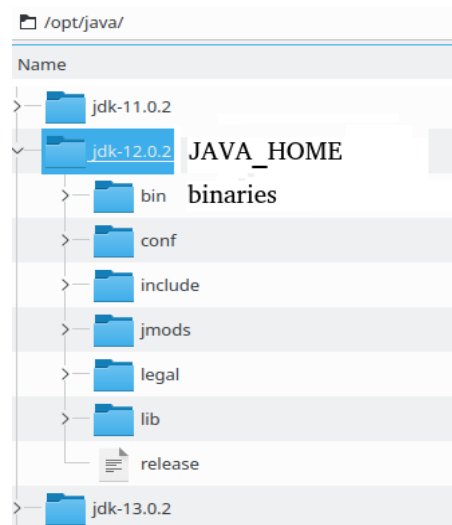 /opt/java/
Name
jdk-11.0.2
jdk-12.0.2 JAVA_HOME
bin binaries
conf
include
jmods
legal
lib
release
jdk-13.0.2